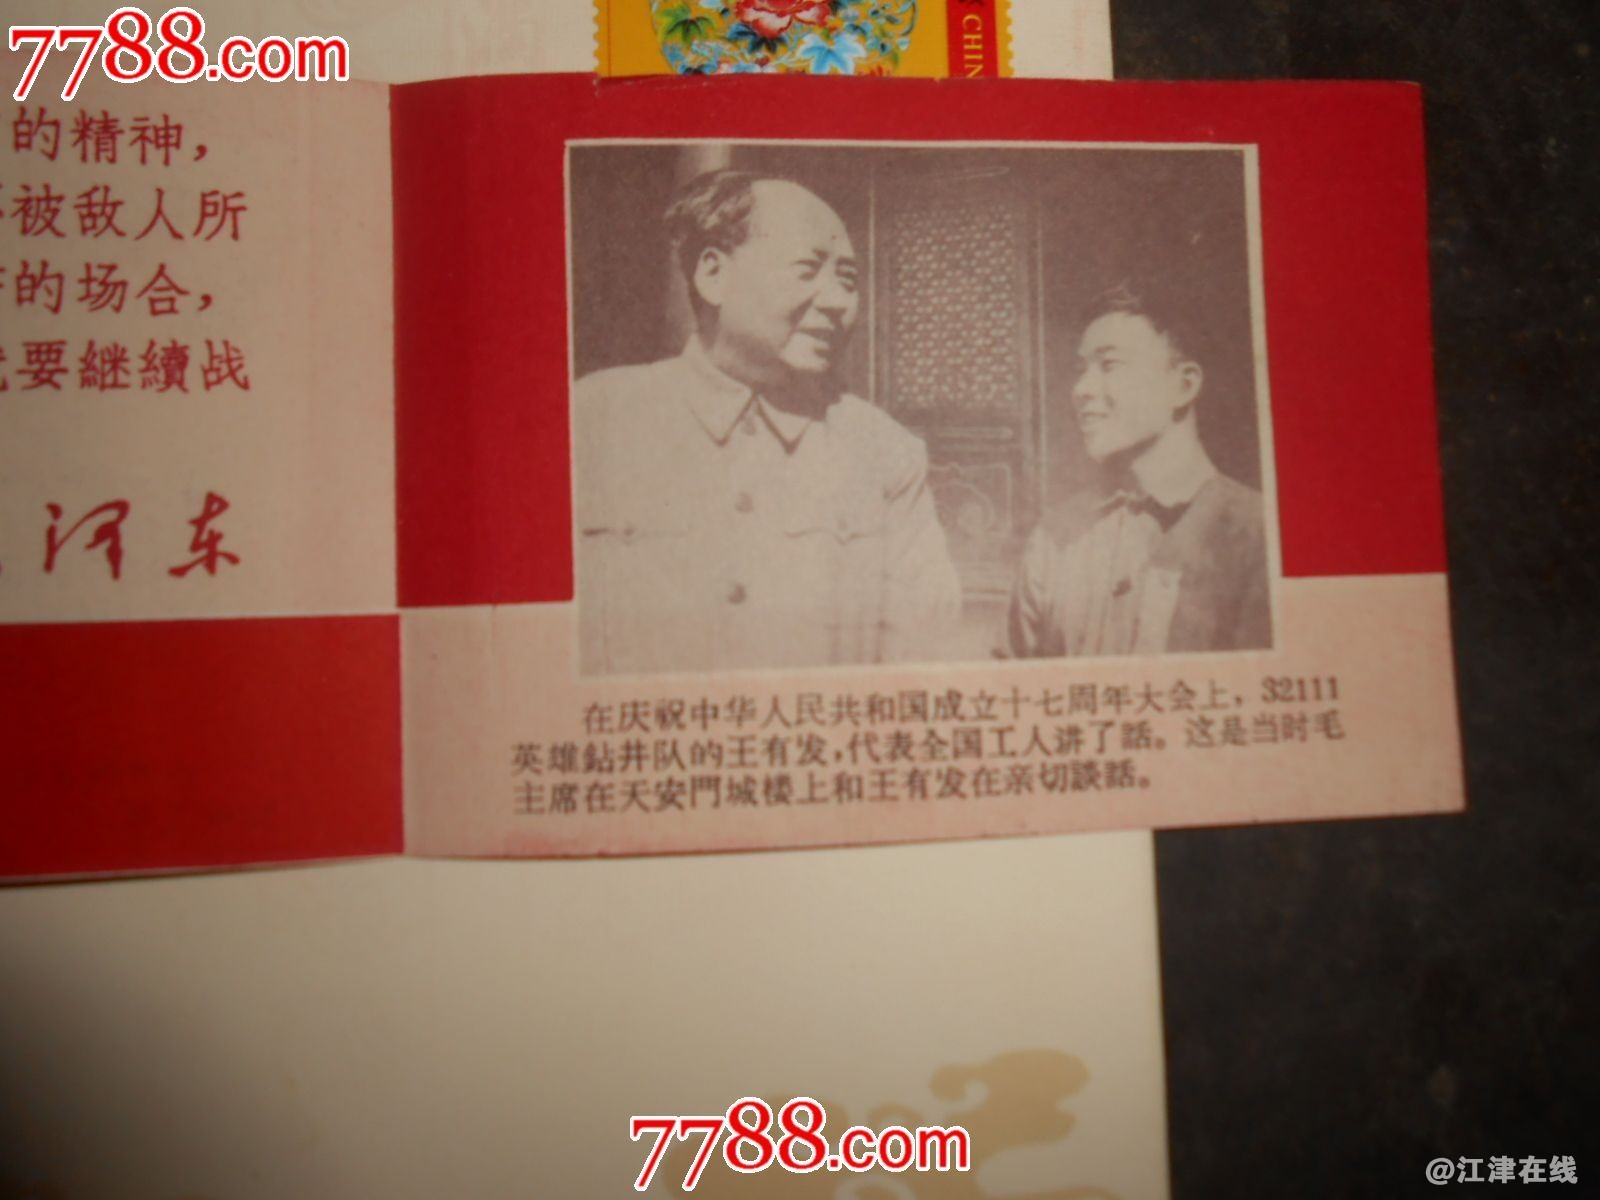 7788.com
CHIN
的精神，
被敌人所
的场合，
要継續战
泽东
在庆祝中华人民共和国成立十七周年大会上，32111
英雄鉆井队的王有发，代表全国工人讲了話。这是当时毛
主席在天安門城楼上和王有发在亲切談話。
7788.com
@江津在线